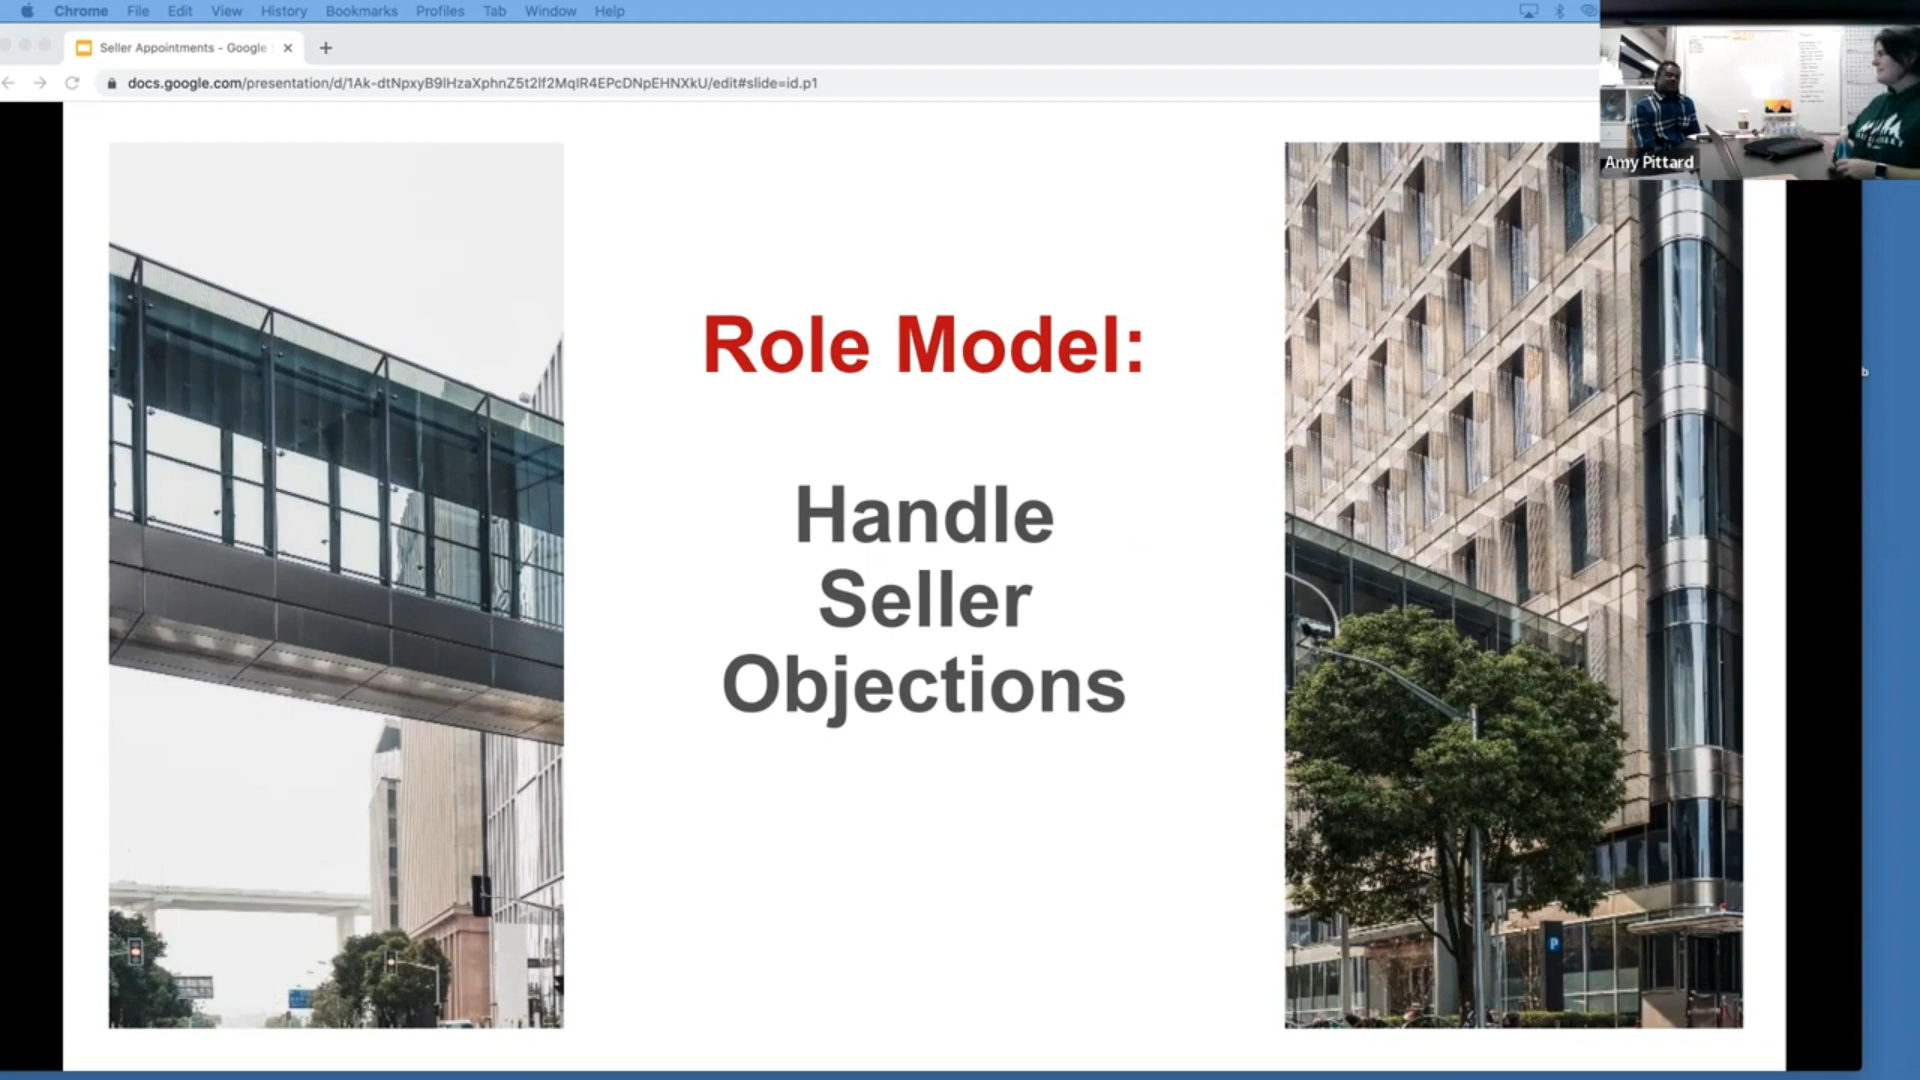 Chrome File Edit View History Bookmarks Profiles Tab Window Help
Seller Appointments - Google
docs.google.com/presentation/d/1Ak-dtNpxyB9lHzaXphnZ5t2lf2MqlR4EPcDNpEHNXkU/edit#slide=id.p1
Amy Pittard
Role Model:
Handle
Seller
Objections
P
b